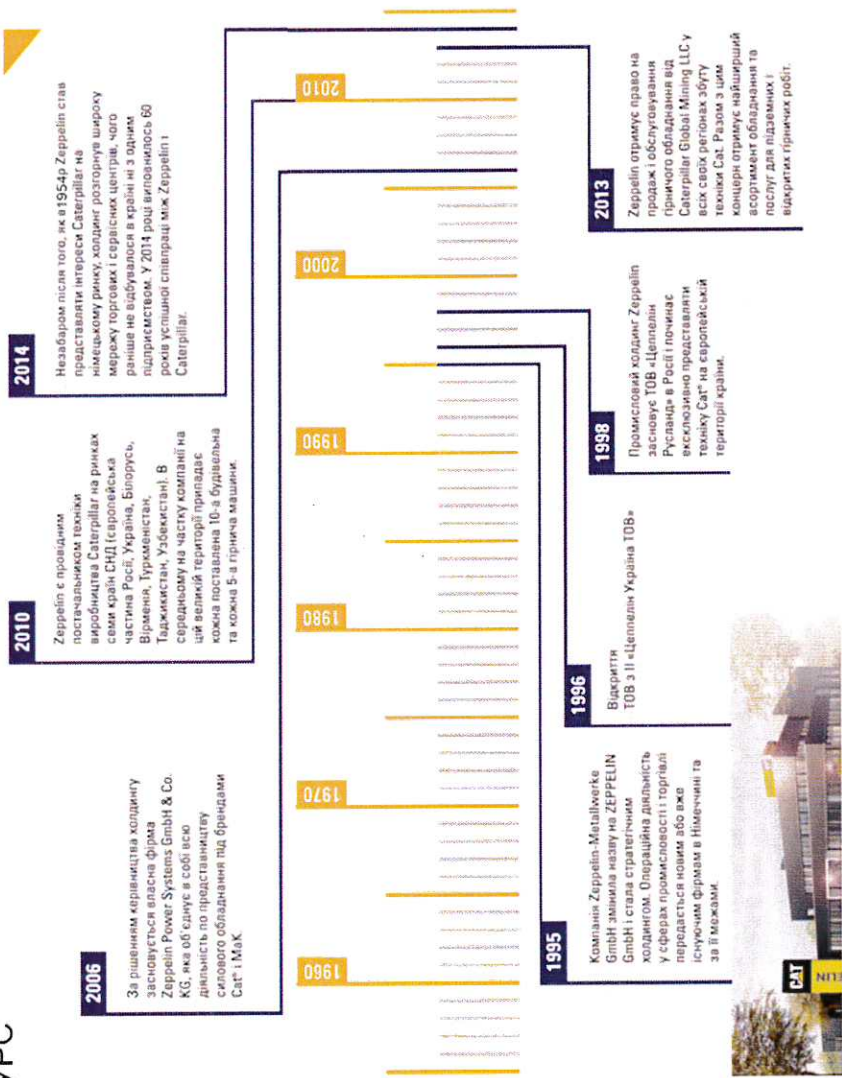 УРС
2006
За рішенням керівництва холдингу
засновується власна фірма
Zeppelin Power Systems GmbH & Co.
KG, яка об'єднує в собі всю
діяльність по представництву
силового обладнання під брендами
Cat® і MaK.
2010
Zeppelin є провідним
постачальником техніки
виробництва Caterpillar на ринках
семи країн СНД (європейська
частина Росії, Україна, Білорусь,
Вірменія, Туркменістан,
Таджикистан, Узбекистан). В
середньому на частку компанії на
цій великій території припадає
кожна поставлена 10-а будівельна
та кожна 5-а гірнича машини.
2014
Незабаром після того, як в 1954р Zeppelin став
представляти інтереси Caterpillar на
німецькому ринку, холдинг розгорнув широку
мережу торгових і сервісних центрів, чого
раніше не відбувалося в країні ні з одним
підприємством. У 2014 році виповнилось 60
років успішної співпраці між Zeppelin і
Caterpillar.
1960
1970
1980
1990
2000
2010
1995
Компанія Zeppelin-Metallwerke
GmbH змінила назву на ZEPPELIN
GmbH і стала стратегічним
холдингом. Операційна діяльність
у сферах промисловості і торгівлі
передається новим або вже
існуючим фірмам в Німеччині та
за її межами.
1996
Відкриття
ТОВ з ІІ «Цеппелін Україна ТОВ»
1998
Промисловий холдинг Zeppelin
засновує ТОВ «Цеппелін
Русланд» в Росії і починає
ексклюзивно представляти
техніку Cat® на європейській
території країни.
2013
Zeppelin отримує право на
продаж і обслуговування
гірничого обладнання від
Caterpillar Global Mining LLC у
всіх своїх регіонах збуту
техніки Cat. Разом з цим
концерн отримує найширший
асортимент обладнання та
послуг для підземних і
відкритих гірничих робіт.
CAT
ELIN